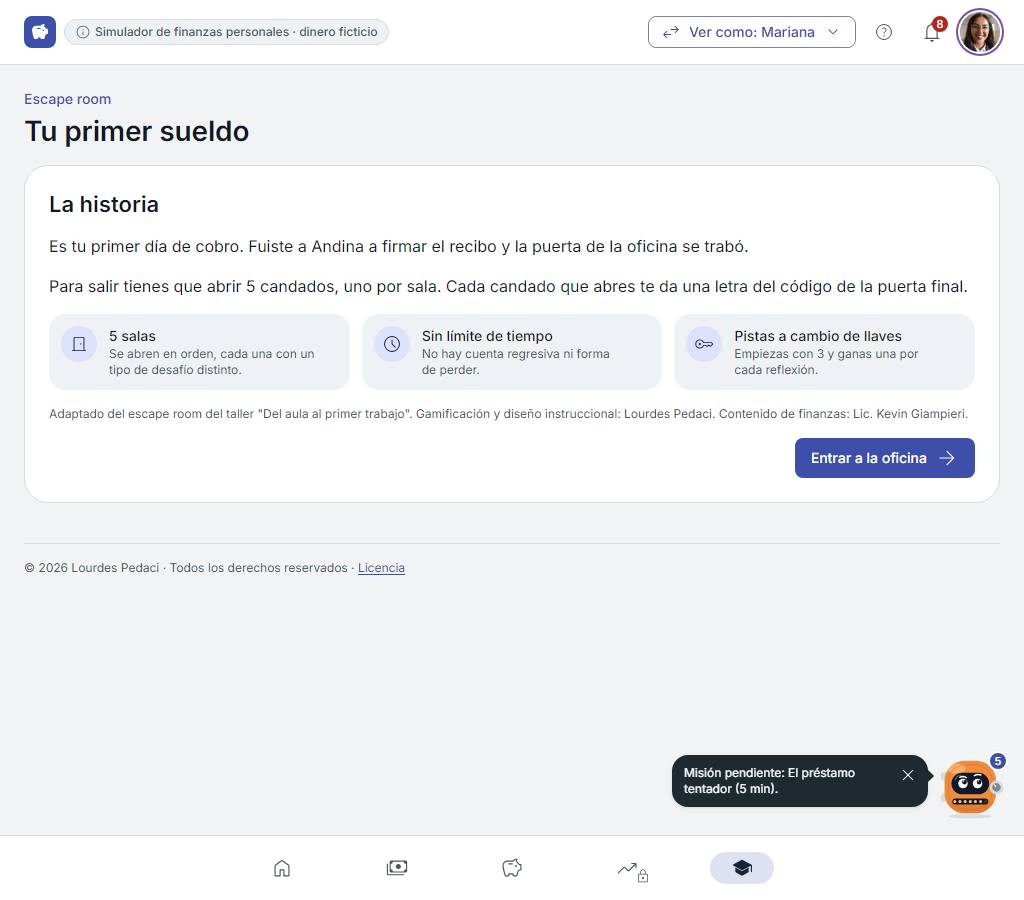 Simulador de finanzas personales · dinero ficticio
Ver como: Mariana
8
Escape room
Tu primer sueldo
La historia
Es tu primer día de cobro. Fuiste a Andina a firmar el recibo y la puerta de la oficina se trabó.
Para salir tienes que abrir 5 candados, uno por sala. Cada candado que abres te da una letra del código de la puerta final.
5 salas
Se abren en orden, cada una con un
tipo de desafío distinto.
Sin límite de tiempo
No hay cuenta regresiva ni forma
de perder.
Pistas a cambio de llaves
Empiezas con 3 y ganas una por
cada reflexión.
Adaptado del escape room del taller "Del aula al primer trabajo". Gamificación y diseño instruccional: Lourdes Pedaci. Contenido de finanzas: Lic. Kevin Giampieri.
Entrar a la oficina
© 2026 Lourdes Pedaci · Todos los derechos reservados · Licencia
Misión pendiente: El préstamo
tentador (5 min).
5